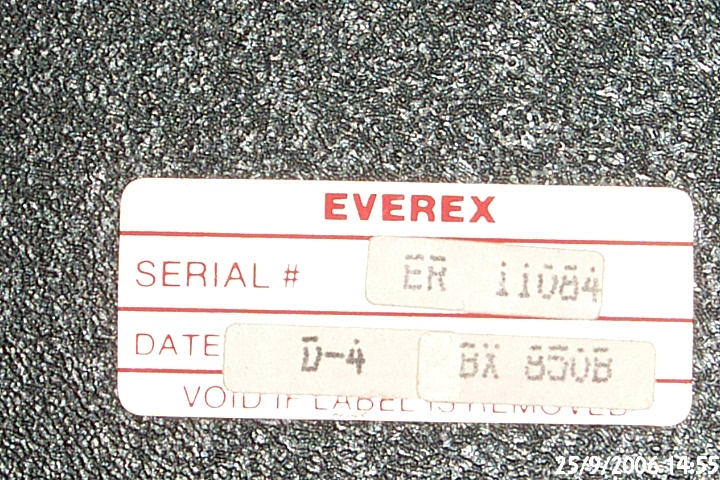 EVEREX
SERIAL # ER 11084
DATE D-4 BX 850B
VOID IF LABEL IS REMOVED
25/9/2006 14:55